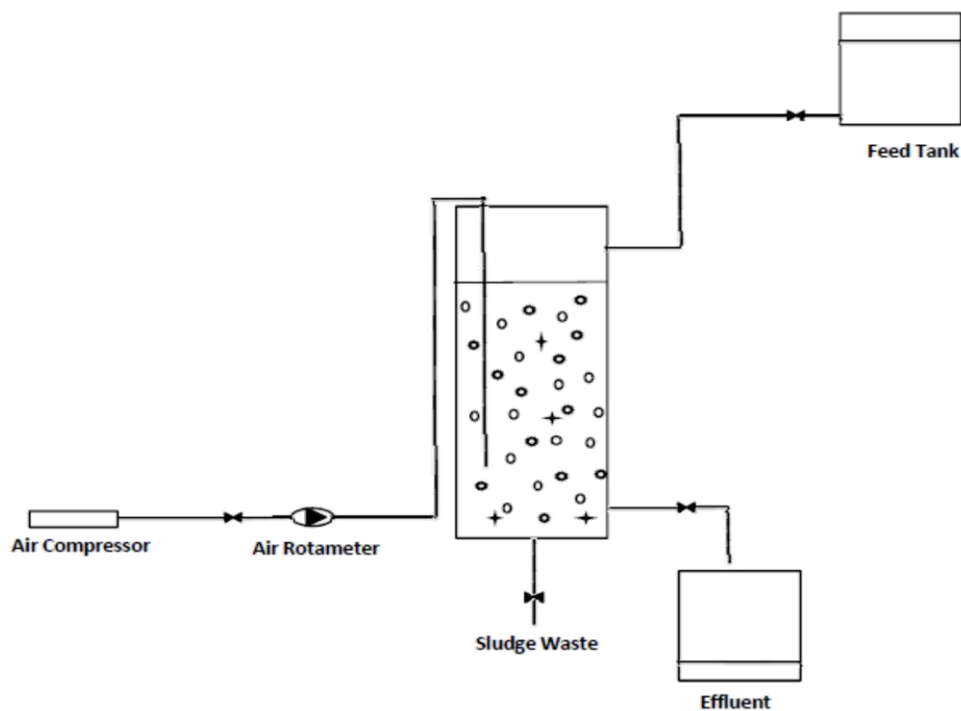 Feed Tank
Air Compressor
Air Rotameter
Sludge Waste
Effluent